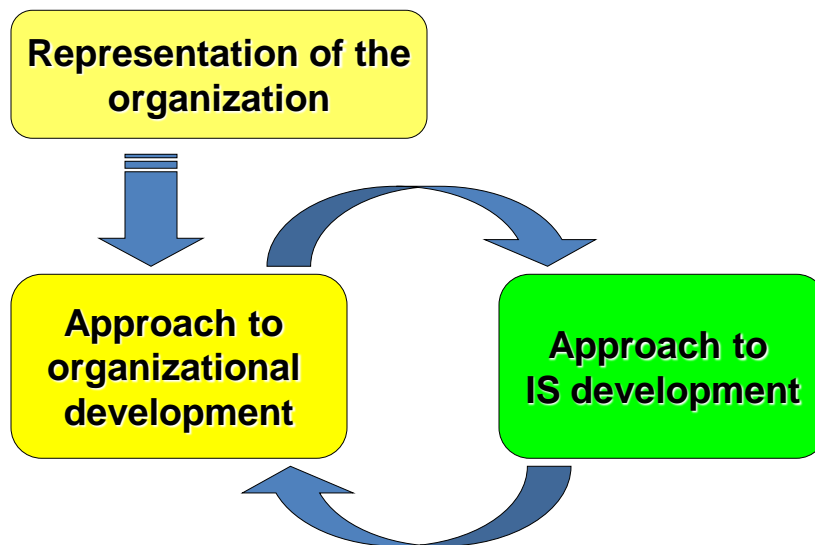 Representation of the
organization
Approach to
organizational
development
Approach to
IS development